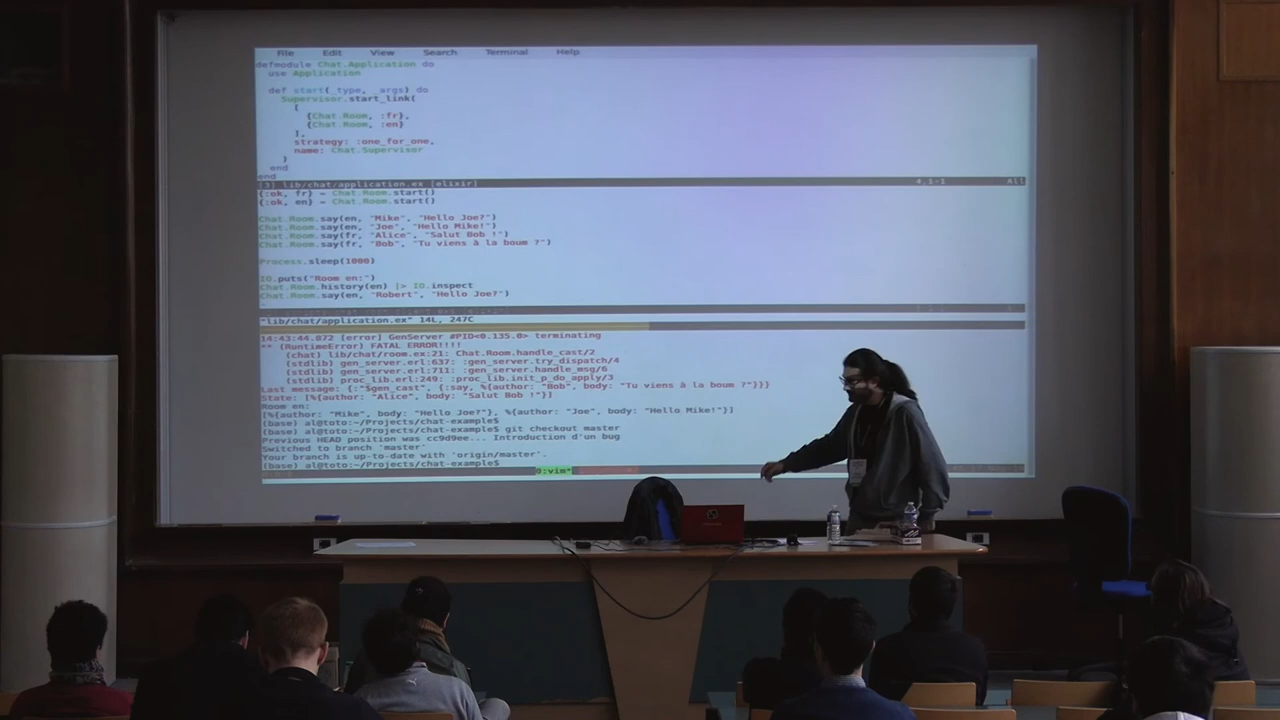 File Edit View Search Terminal Help
defmodule Chat.Application do
use Application
def start(_type, _args) do
Supervisor.start_link(
[
{Chat.Room, :fr},
{Chat.Room, :en}
],
strategy: :one_for_one,
name: Chat.Supervisor
)
end
end
[3] lib/chat/application.ex [elixir] 4,1-1 All
{:ok, fr} = Chat.Room.start()
{:ok, en} = Chat.Room.start()
Chat.Room.say(en, "Mike", "Hello Joe?")
Chat.Room.say(en, "Joe", "Hello Mike!")
Chat.Room.say(fr, "Alice", "Salut Bob !")
Chat.Room.say(fr, "Bob", "Tu viens à la boum ?")
Process.sleep(1000)
IO.puts("Room en:")
Chat.Room.history(en) |> IO.inspect
Chat.Room.say(en, "Robert", "Hello Joe?")
"lib/chat/application.ex" 14L, 247C
14:43:44.872 [error] GenServer #PID<0.135.0> terminating
** (RuntimeError) FATAL ERROR!!!!
(chat) lib/chat/room.ex:21: Chat.Room.handle_cast/2
(stdlib) gen_server.erl:637: :gen_server.try_dispatch/4
(stdlib) gen_server.erl:711: :gen_server.handle_msg/6
(stdlib) proc_lib.erl:249: :proc_lib.init_p_do_apply/3
Last message: {:"$gen_cast", {:say, %{author: "Bob", body: "Tu viens à la boum ?"}}}
State: [%{author: "Alice", body: "Salut Bob !"}]
Room en:
[%{author: "Mike", body: "Hello Joe?"}, %{author: "Joe", body: "Hello Mike!"}]
(base) al@toto:~/Projects/chat-example$ git checkout master
Previous HEAD position was cc9d9ee... Introduction d'un bug
Switched to branch 'master'
Your branch is up-to-date with 'origin/master'.
(base) al@toto:~/Projects/chat-example$
0:vim*